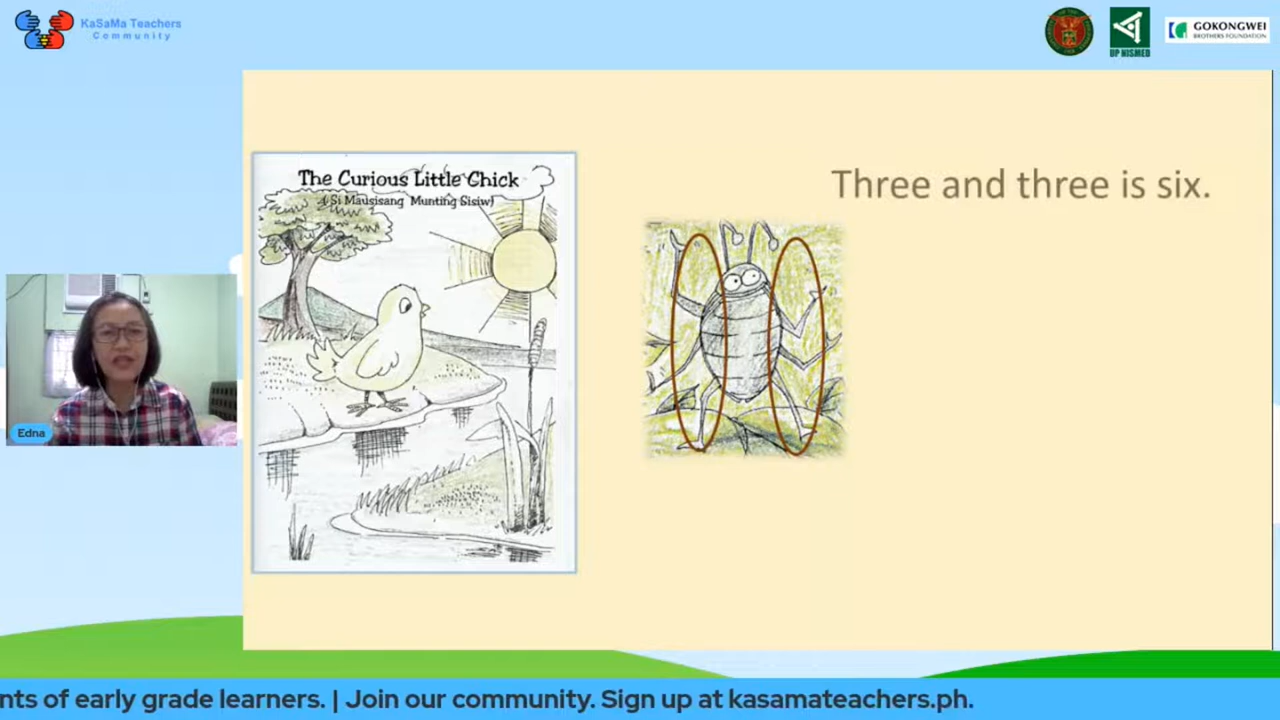 KaSaMa Teachers
Community
UP NISMED
GOKONGWEI
BROTHERS FOUNDATION
The Curious Little Chick
(Si Mausisang Munting Sisiw)
Three and three is six.
Edna
nts of early grade learners. | Join our community. Sign up at kasamateachers.ph.